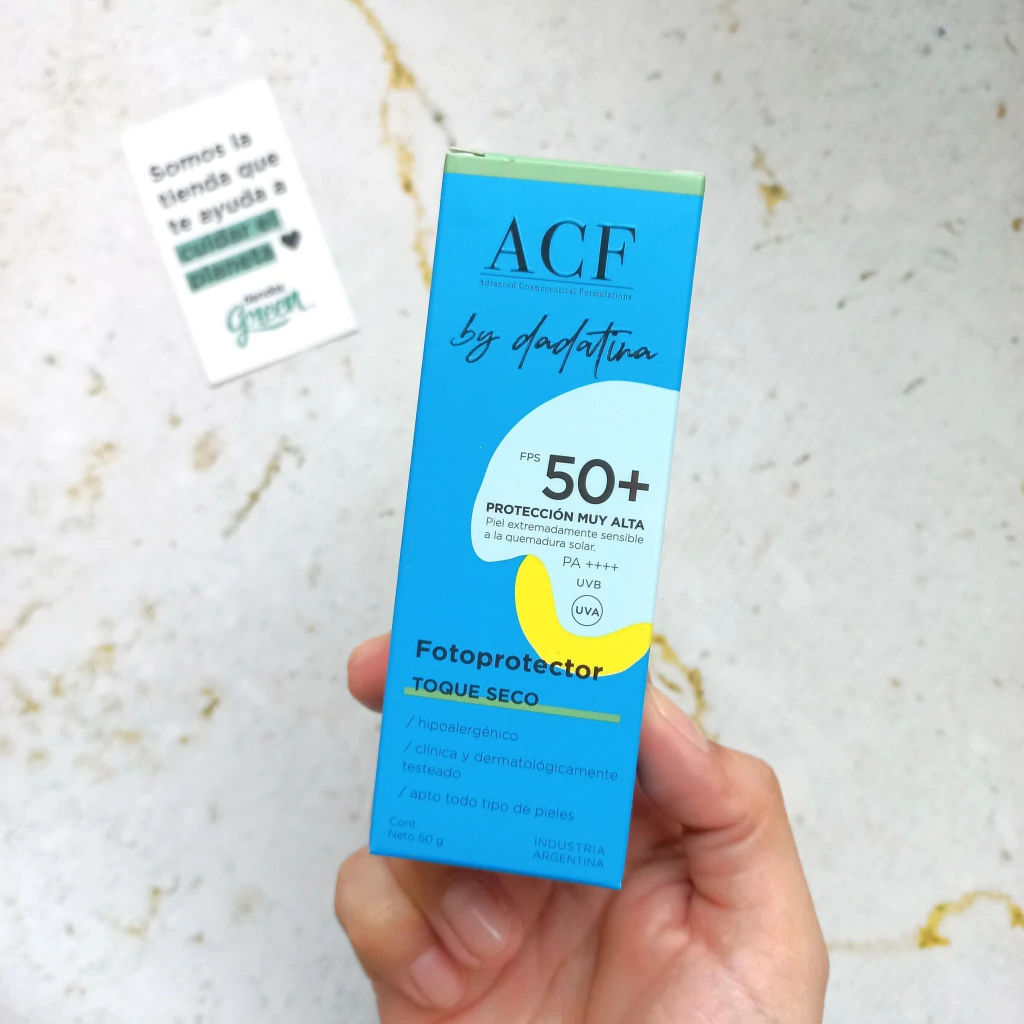 Somos la
tienda que
te ayuda a
cuidar el
planeta
tienda
green
ACF
Advanced Cosmeceutical Formulations
by dadatina
FPS 50+
PROTECCIÓN MUY ALTA
Piel extremadamente sensible
a la quemadura solar.
PA ++++
UVB
UVA
Fotoprotector
TOQUE SECO
/ hipoalergénico
/ clínica y dermatológicamente
testeado
/ apto todo tipo de pieles
Cont.
Neto 50 g
INDUSTRIA
ARGENTINA